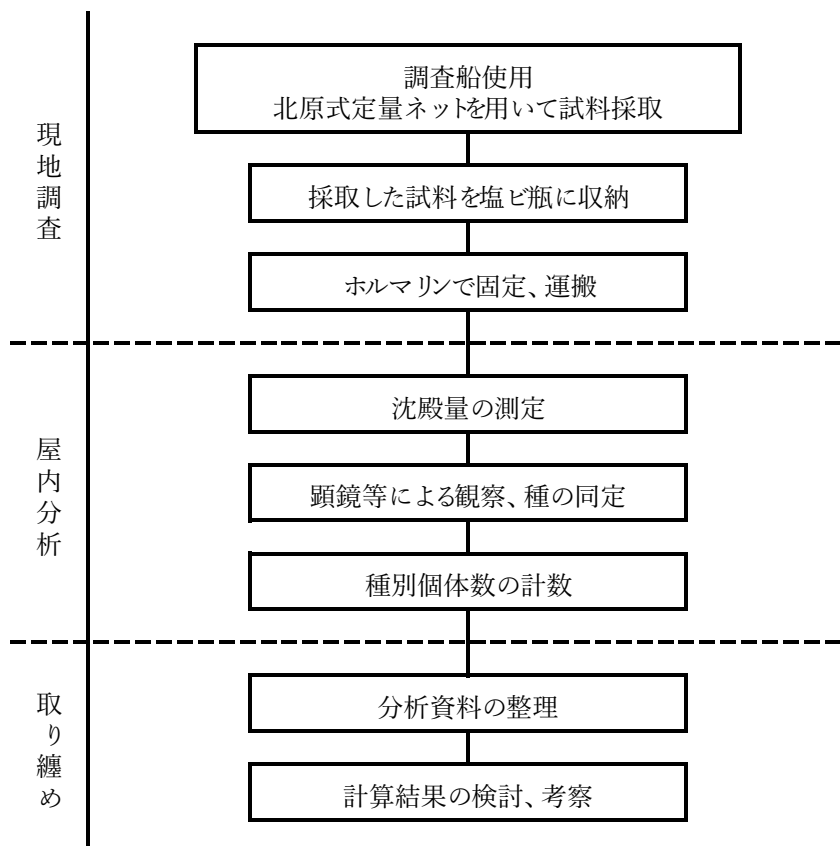 現地調査
調査船使用
北原式定量ネットを用いて試料採取
採取した試料を塩ビ瓶に収納
ホルマリンで固定、運搬
屋内分析
沈殿量の測定
顕鏡等による観察、種の同定
種別個体数の計数
取り纏め
分析資料の整理
計算結果の検討、考察